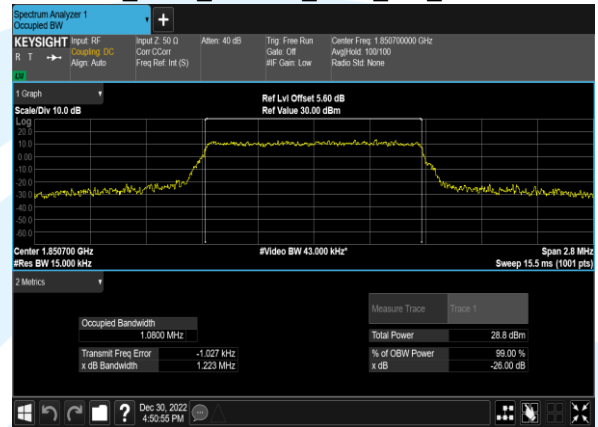 Spectrum Analyzer 1
Occupied BW
KEYSIGHT
R T
LV
Input: RF
Coupling: DC
Align: Auto
Input Z: 50 Ω
Corr CCorr
Freq Ref: Int (S)
Atten: 40 dB
Trig: Free Run
Gate: Off
#IF Gain: Low
Center Freq: 1.850700000 GHz
Avg|Hold: 100/100
Radio Std: None
1 Graph
Scale/Div 10.0 dB
Ref Lvl Offset 5.60 dB
Ref Value 30.00 dBm
Log
20.0
10.0
0.00
-10.0
-20.0
-30.0
-40.0
-50.0
-60.0
Center 1.850700 GHz
#Res BW 15.000 kHz
#Video BW 43.000 kHz*
Span 2.8 MHz
Sweep 15.5 ms (1001 pts)
2 Metrics
Measure Trace Trace 1
Occupied Bandwidth
1.0800 MHz
Total Power 28.8 dBm
Transmit Freq Error -1.027 kHz
x dB Bandwidth 1.223 MHz
% of OBW Power 99.00 %
x dB -26.00 dB
?
Dec 30, 2022
4:50:55 PM